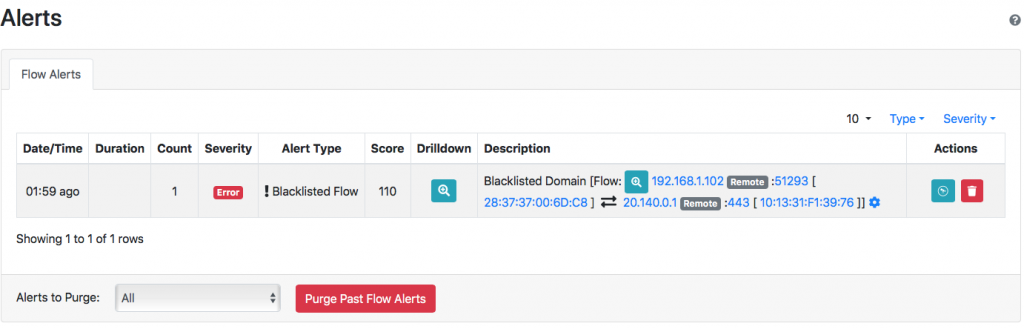 Alerts
Flow Alerts
10 Type Severity
Date/Time Duration Count Severity Alert Type Score Drilldown Description Actions
01:59 ago 1 Error ! Blacklisted Flow 110 Blacklisted Domain [Flow: 192.168.1.102 Remote :51293 [
28:37:37:00:6D:C8 ] 20.140.0.1 Remote :443 [ 10:13:31:F1:39:76 ]]
Showing 1 to 1 of 1 rows
Alerts to Purge: All Purge Past Flow Alerts